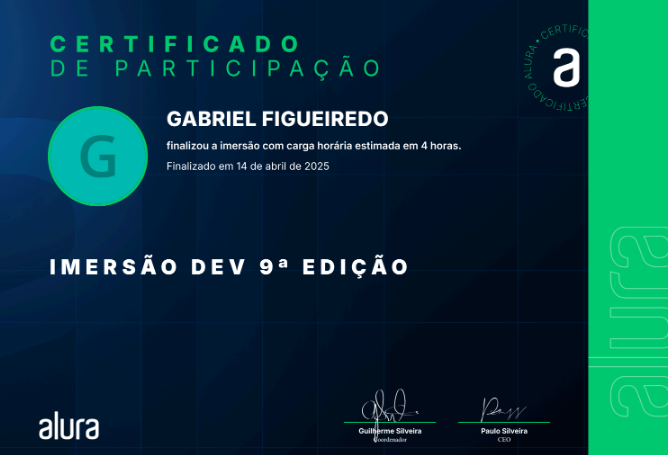 CERTIFICADO
DE PARTICIPAÇÃO
ALURA • CERTIFIC
CERTIFICADO
a
G
GABRIEL FIGUEIREDO
finalizou a imersão com carga horária estimada em 4 horas.
Finalizado em 14 de abril de 2025
IMERSÃO DEV 9ª EDIÇÃO
alura
alura
Guilherme Silveira
Coordenador
Paulo Silveira
CEO